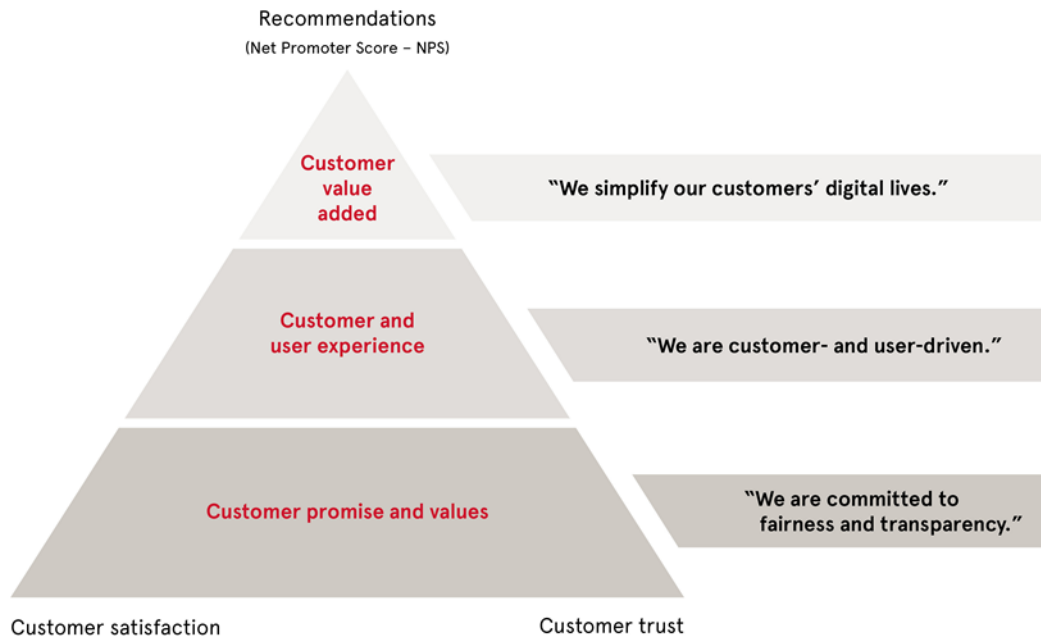 Recommendations
(Net Promoter Score – NPS)
Customer
value
added
“We simplify our customers’ digital lives.”
Customer and
user experience
“We are customer- and user-driven.”
Customer promise and values
“We are committed to
fairness and transparency.”
Customer satisfaction
Customer trust